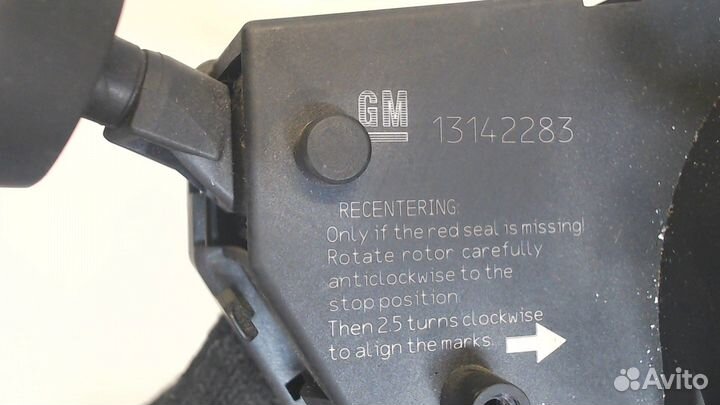 GM 13142283
RECENTERING:
Only if the red seal is missing!
Rotate rotor carefully
anticlockwise to the
stop position.
Then 2.5 turns clockwise
to align the marks.
Avito